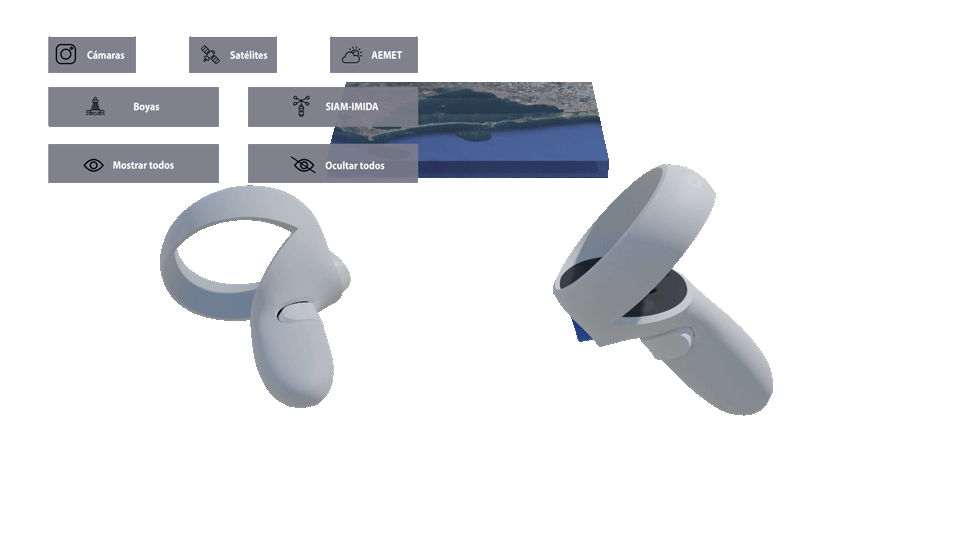 Cámaras
Satélites
AEMET
Boyas
SIAM-IMIDA
Mostrar todos
Ocultar todos